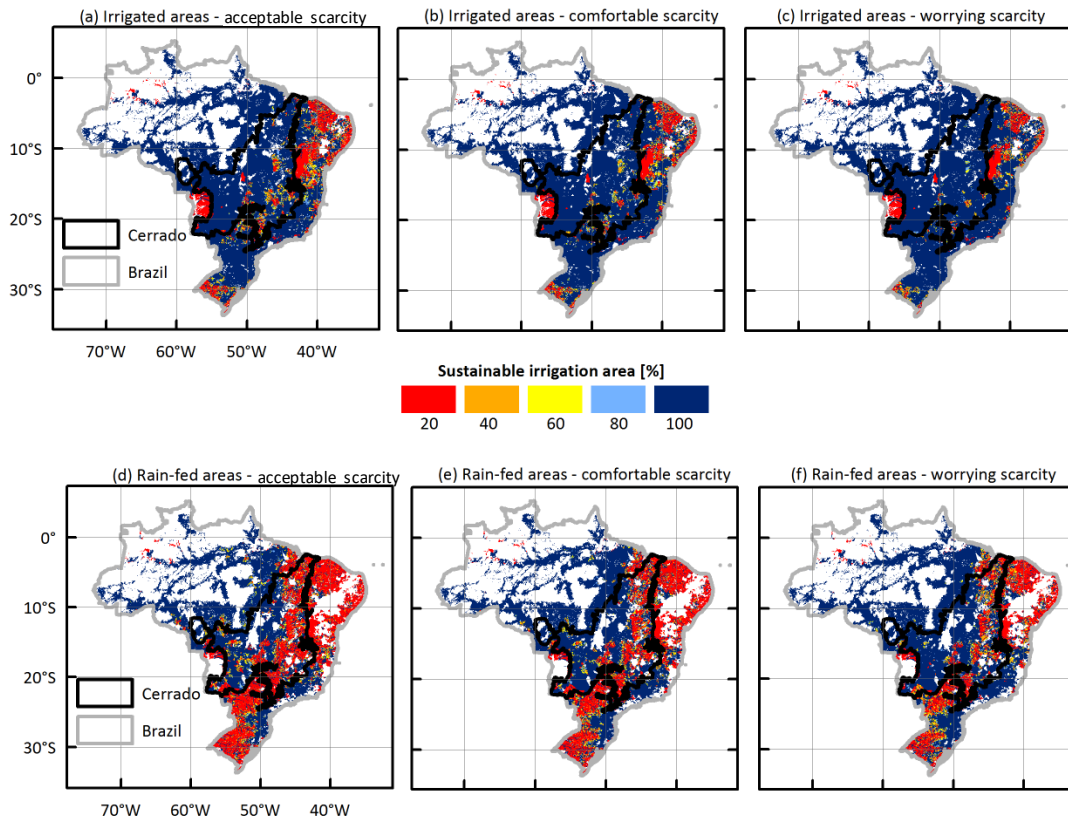 (a) Irrigated areas - acceptable scarcity
(b) Irrigated areas - comfortable scarcity
(c) Irrigated areas - worrying scarcity
0°
10°S
20°S
30°S
Cerrado
Brazil
70°W 60°W 50°W 40°W
Sustainable irrigation area [%]
20 40 60 80 100
(d) Rain-fed areas - acceptable scarcity
(e) Rain-fed areas - comfortable scarcity
(f) Rain-fed areas - worrying scarcity
0°
10°S
20°S
30°S
Cerrado
Brazil
70°W 60°W 50°W 40°W